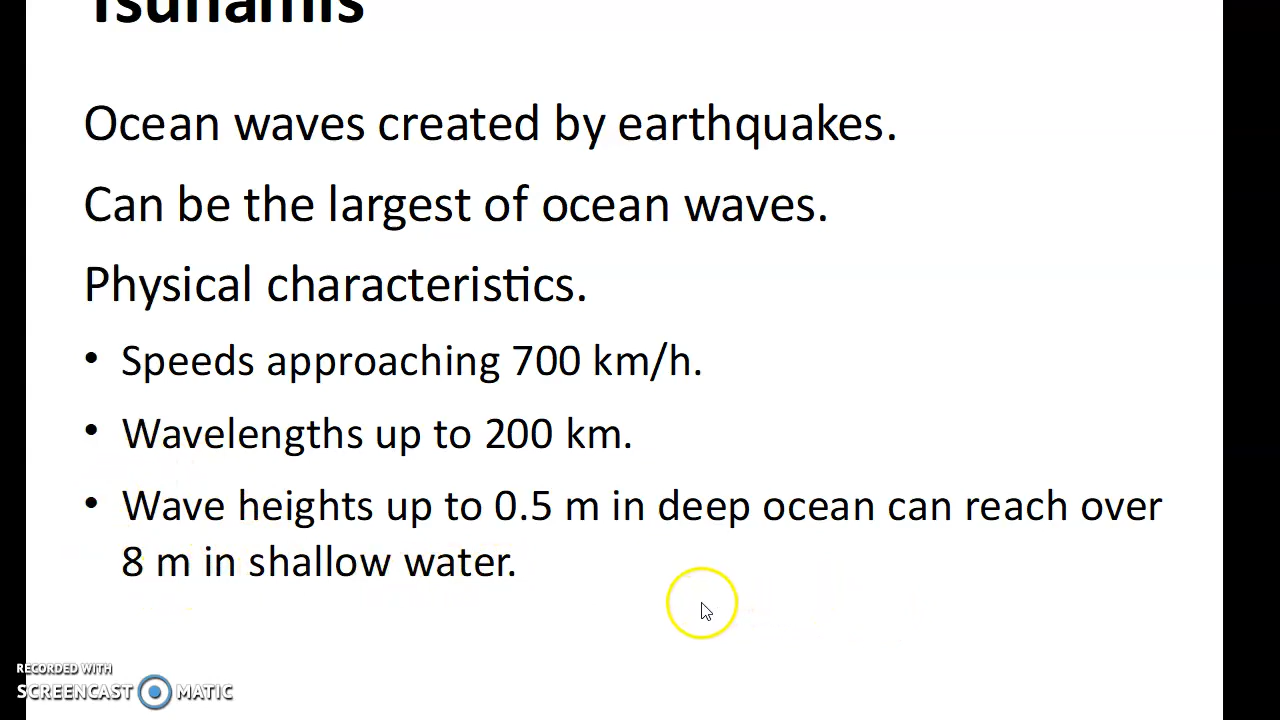 Tsunamis
Ocean waves created by earthquakes.
Can be the largest of ocean waves.
Physical characteristics.
• Speeds approaching 700 km/h.
• Wavelengths up to 200 km.
• Wave heights up to 0.5 m in deep ocean can reach over
8 m in shallow water.
RECORDED WITH
SCREENCAST MATIC